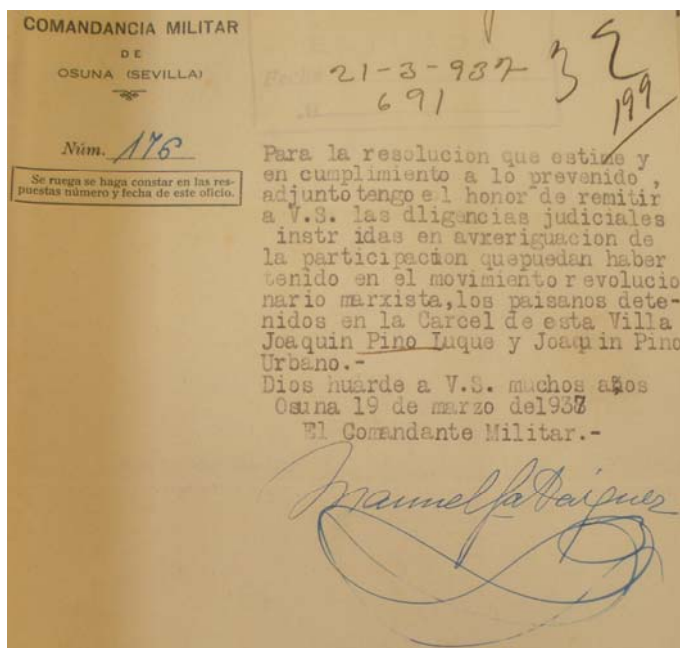 COMANDANCIA MILITAR
DE
OSUNA (SEVILLA)
Núm. 176
Se ruega se haga constar en las res-
puestas número y fecha de este oficio.
21-3-937
691
32
199
Para la resolucion que estime y
en cumplimiento a lo prevenido ,
adjunto tengo el honor de remitir
a V.S. las dligencias judiciales
instr idas en avreriguacion de
la participacion quepuedan haber
tenido en el movimiento revolucio
nario marxista,los paisanos dete-
nidos en la Carcel de esta Villa
Joaquin Pino Luque y Joaquin Pino
Urbano.-
Dios huarde a V.S. muchos años
Osuna 19 de marzo del937
El Comandante Militar.-
Manuel